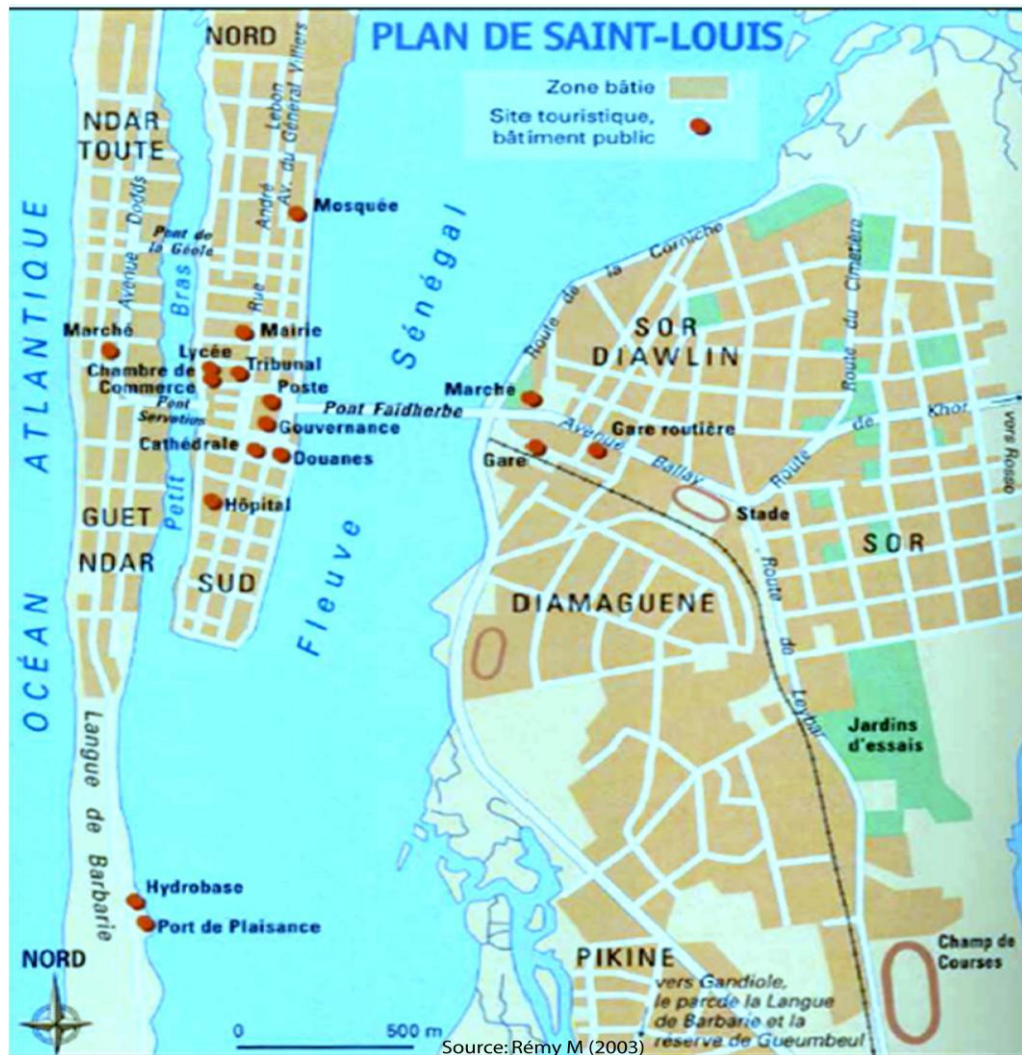 PLAN DE SAINT-LOUIS
Zone bâtie
Site touristique,
bâtiment public
NORD
NDAR
TOUTE
Avenue Dodds
Rue André Lebon
Av. du Général Villiers
Mosquée
Pont de
la Géole
Petit Bras
OCÉAN ATLANTIQUE
Fleuve Sénégal
Marché
Mairie
Lycée
Tribunal
Chambre de
Commerce
Poste
Pont
Servatius
Gouvernance
Cathédrale
Douanes
Hôpital
GUET
NDAR
SUD
Pont Faidherbe
Route de la Corniche
SOR
DIAWLIN
Route du Cimetière
Marché
Avenue Ballay
Gare routière
Gare
Route de Khor
vers Rosso
Stade
SOR
DIAMAGUENE
Route de Leybar
Jardins
d'essais
Langue de Barbarie
Hydrobase
Port de Plaisance
Champ de
Courses
PIKINE
vers Gandiole,
le parcde la Langue
de Barbarie et la
réserve de Gueumbeul
NORD
0 500 m
Source: Rémy M (2003)